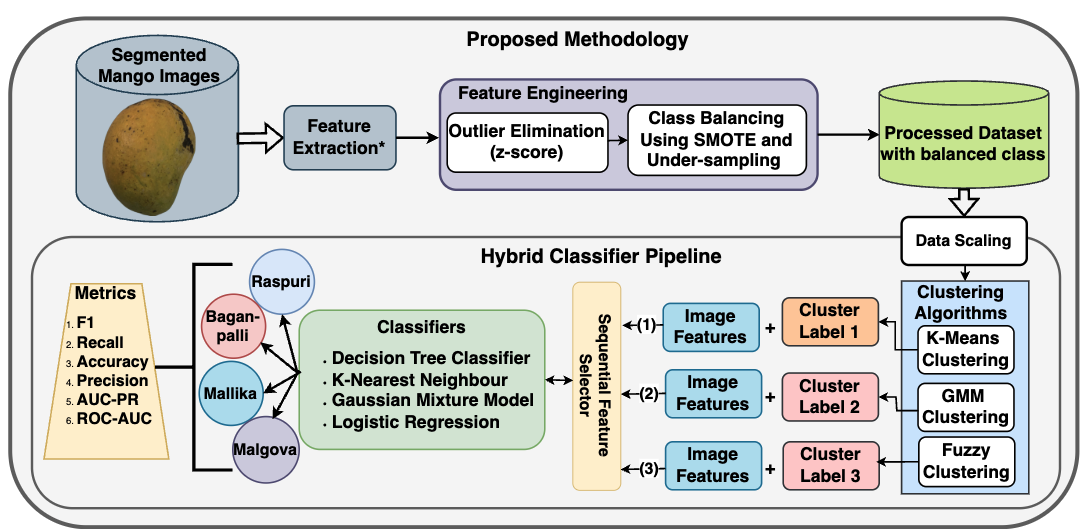 Proposed Methodology
Segmented
Mango Images
Feature
Extraction*
Feature Engineering
Outlier Elimination
(z-score)
Class Balancing
Using SMOTE and
Under-sampling
Processed Dataset
with balanced class
Data Scaling
Hybrid Classifier Pipeline
Metrics
1. F1
2. Recall
3. Accuracy
4. Precision
5. AUC-PR
6. ROC-AUC
Raspuri
Bagan-
palli
Mallika
Malgova
Classifiers
. Decision Tree Classifier
. K-Nearest Neighbour
. Gaussian Mixture Model
. Logistic Regression
Sequential Feature
Selector
(1)
Image
Features
+
Cluster
Label 1
(2)
Image
Features
+
Cluster
Label 2
(3)
Image
Features
+
Cluster
Label 3
Clustering
Algorithms
K-Means
Clustering
GMM
Clustering
Fuzzy
Clustering